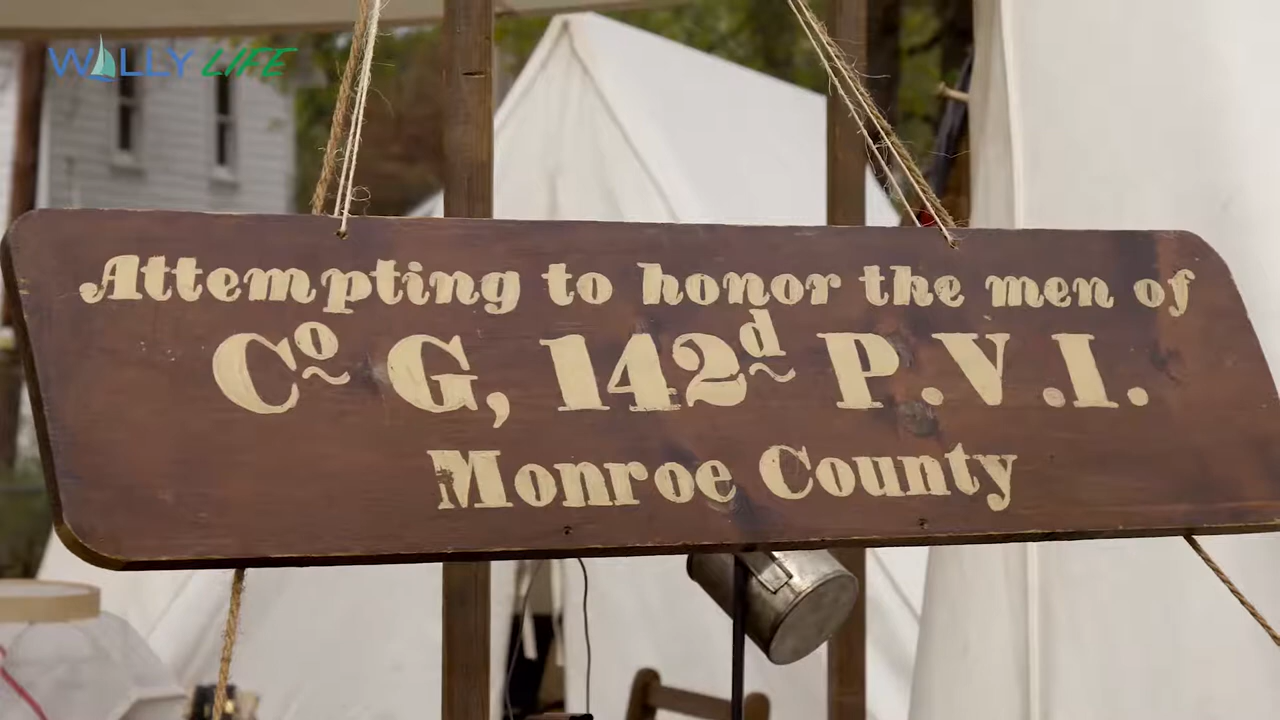 WALLY LIFE
Attempting to honor the men of
Co G, 142d P.V.I.
Monroe County